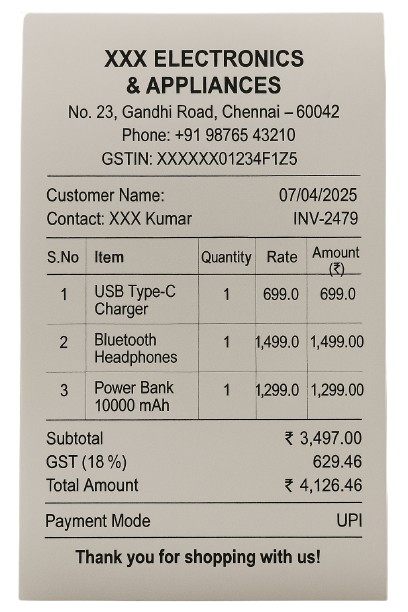 XXX ELECTRONICS
& APPLIANCES
No. 23, Gandhi Road, Chennai – 60042
Phone: +91 98765 43210
GSTIN: XXXXXX01234F1Z5
Customer Name: 07/04/2025
Contact: XXX Kumar INV-2479
S.No Item Quantity Rate Amount (₹)
1 USB Type-C Charger 1 699.0 699.0
2 Bluetooth Headphones 1 1,499.0 1,499.00
3 Power Bank 10000 mAh 1 1,299.0 1,299.00
Subtotal ₹ 3,497.00
GST (18 %) 629.46
Total Amount ₹ 4,126.46
Payment Mode UPI
Thank you for shopping with us!